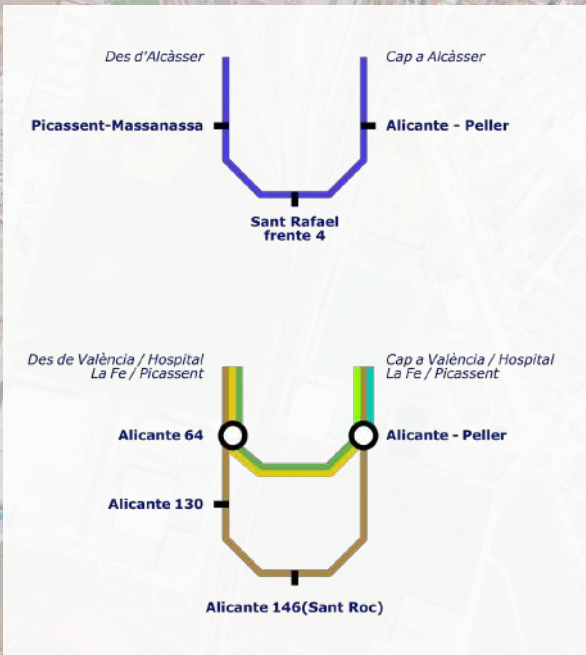 Des d'Alcàsser
Cap a Alcàsser
Picassent-Massanassa
Alicante - Peller
Sant Rafael
frente 4
Des de València / Hospital
La Fe / Picassent
Cap a València / Hospital
La Fe / Picassent
Alicante 64
Alicante - Peller
Alicante 130
Alicante 146(Sant Roc)